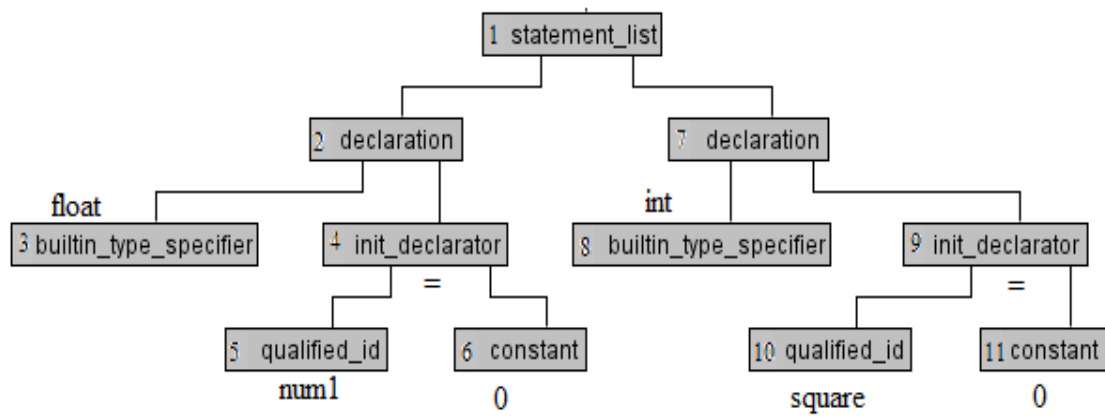 1 statement_list
2 declaration
7 declaration
float
int
3 builtin_type_specifier
4 init_declarator
8 builtin_type_specifier
9 init_declarator
=
=
5 qualified_id
6 constant
10 qualified_id
11 constant
num1
0
square
0